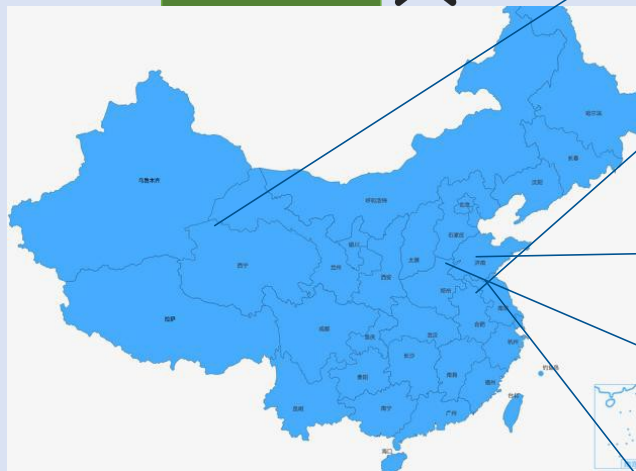 哈尔滨
长春
乌鲁木齐
沈阳
呼和浩特
北京
石家庄
银川
太原
济南
西宁
兰州
西安
郑州
南京
合肥
拉萨
成都
武汉
重庆
杭州
长沙
贵阳
南昌
钓鱼岛
福州
台北
昆明
南宁
广州
海口